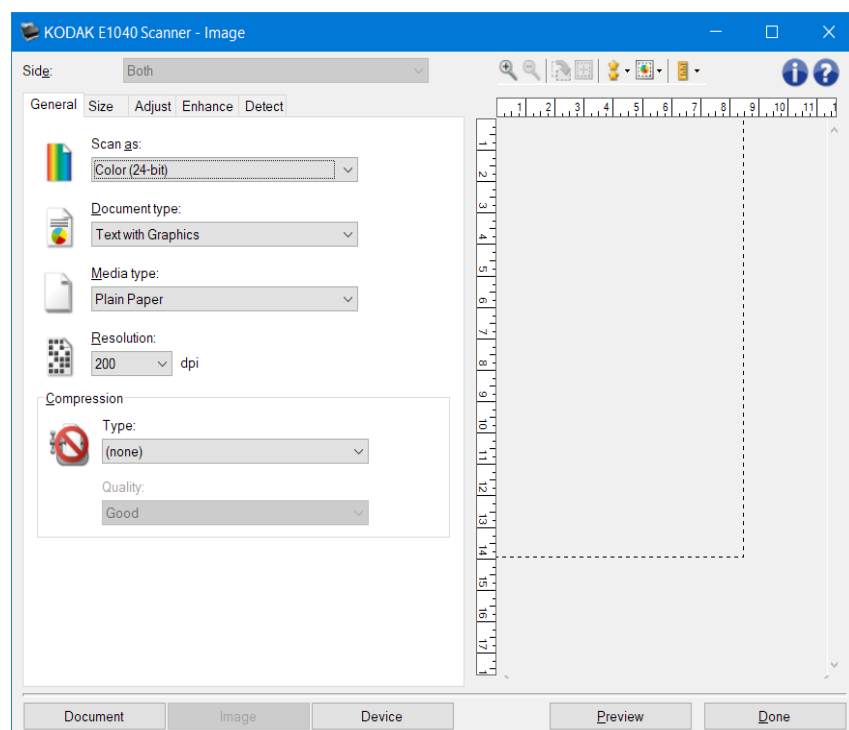 KODAK E1040 Scanner - Image
Side:
Both
General Size Adjust Enhance Detect
Scan as:
Color (24-bit)
Document type:
Text with Graphics
Media type:
Plain Paper
Resolution:
200 dpi
Compression
Type:
(none)
Quality:
Good
1 2 3 4 5 6 7 8 9 10 11 1
1
2
3
4
5
6
7
8
9
10
11
12
13
14
15
16
17
1
Document Image Device Preview Done